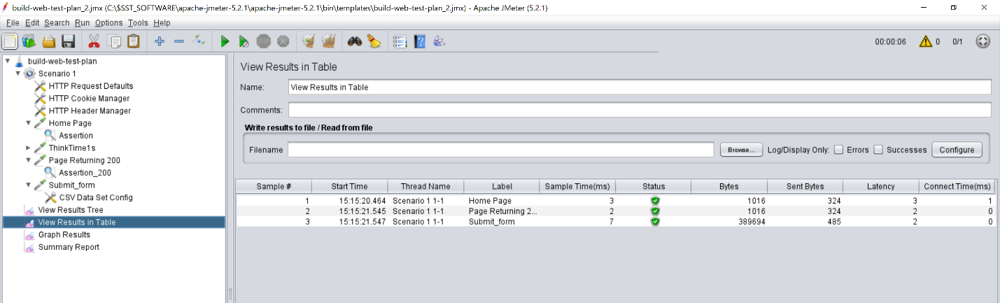 build-web-test-plan_2.jmx (C:\$SST_SOFTWARE\apache-jmeter-5.2.1\apache-jmeter-5.2.1\bin\templates\build-web-test-plan_2.jmx) - Apache JMeter (5.2.1)
File Edit Search Run Options Tools Help
00:00:06 0 0/1
build-web-test-plan
Scenario 1
HTTP Request Defaults
HTTP Cookie Manager
HTTP Header Manager
Home Page
Assertion
ThinkTime1s
Page Returning 200
Assertion_200
Submit_form
CSV Data Set Config
View Results Tree
View Results in Table
Graph Results
Summary Report
View Results in Table
Name: View Results in Table
Comments:
Write results to file / Read from file
Filename Browse... Log/Display Only: Errors Successes Configure
Sample # Start Time Thread Name Label Sample Time(ms) Status Bytes Sent Bytes Latency Connect Time(ms)
1 15:15:20.464 Scenario 1 1-1 Home Page 3 1016 324 3 1
2 15:15:21.545 Scenario 1 1-1 Page Returning 2... 2 1016 324 2 0
3 15:15:21.547 Scenario 1 1-1 Submit_form 7 389694 485 2 0